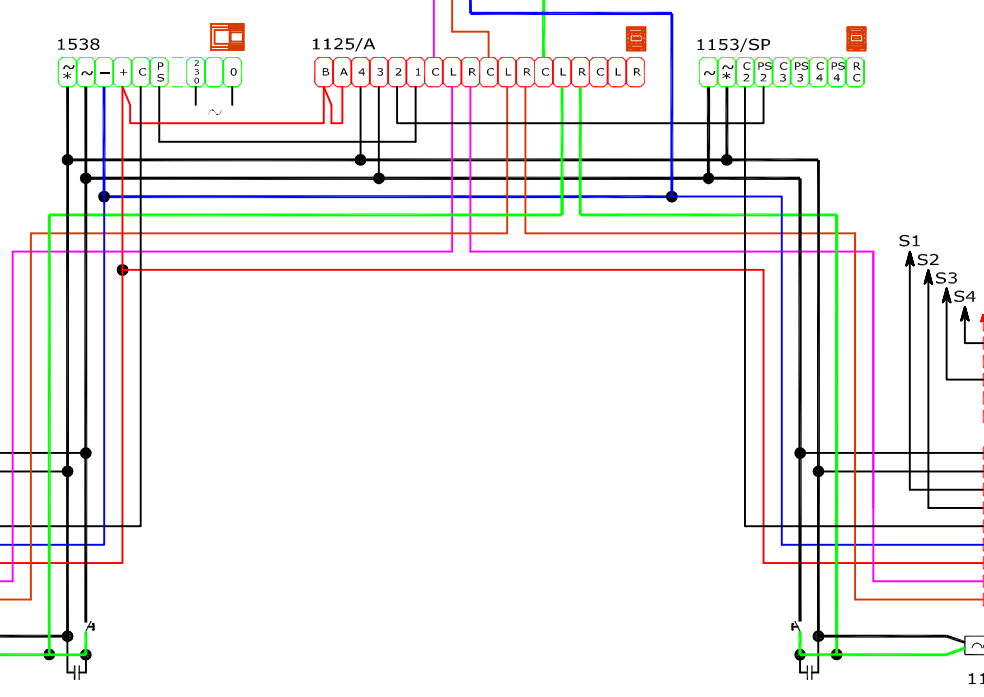 1538
1125/A
1153/SP
~* ~ – + C PS 230 0
B A 4 3 2 1 C L R C L R C L R C L R
~ ~* C2 PS2 C3 PS3 C4 PS4 RC
~
S1
S2
S3
S4
A
A
11